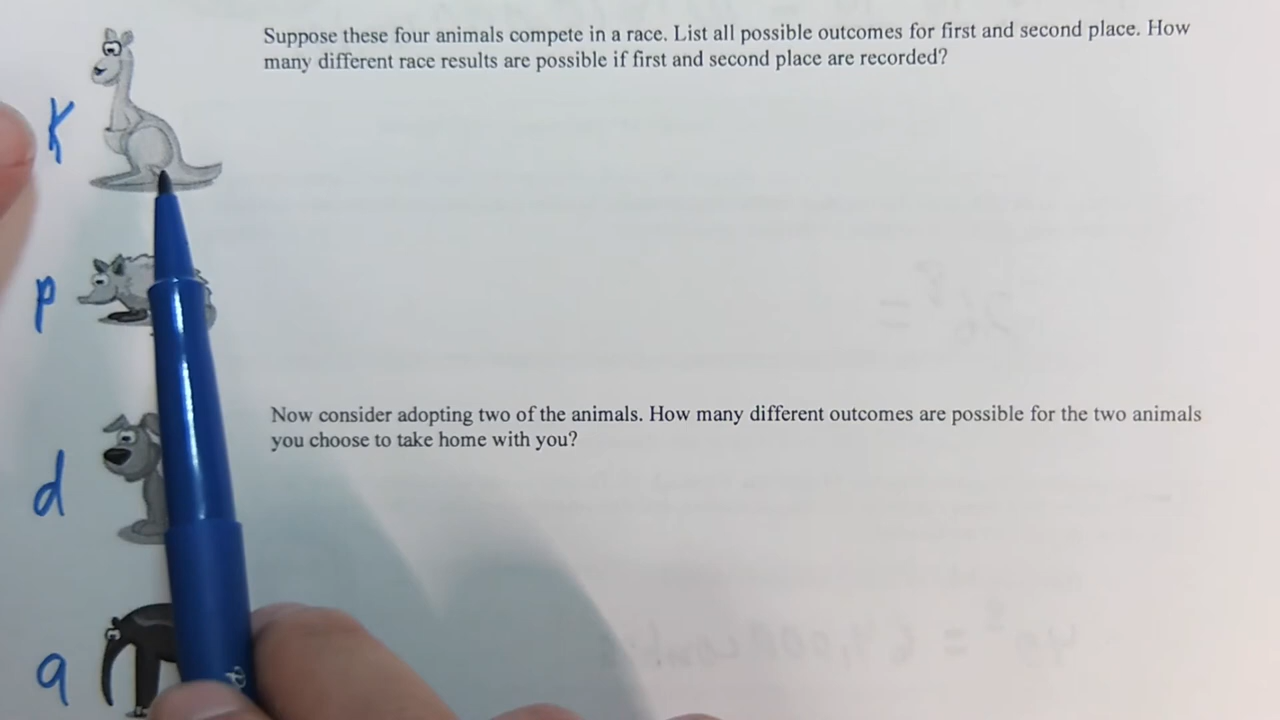 Suppose these four animals compete in a race. List all possible outcomes for first and second place. How
many different race results are possible if first and second place are recorded?
K
p
d
Now consider adopting two of the animals. How many different outcomes are possible for the two animals
you choose to take home with you?
a